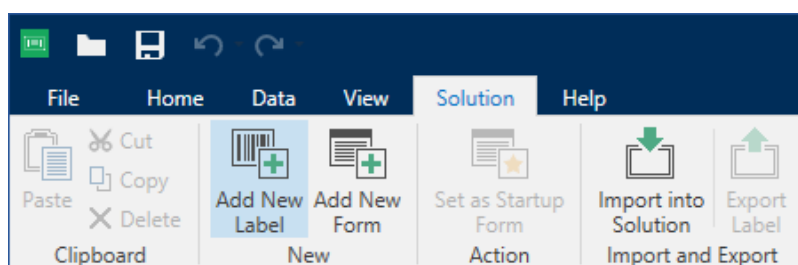 File Home Data View Solution Help
Paste
Cut
Copy
Delete
Clipboard
Add New
Label
Add New
Form
New
Set as Startup
Form
Action
Import into
Solution
Export
Label
Import and Export